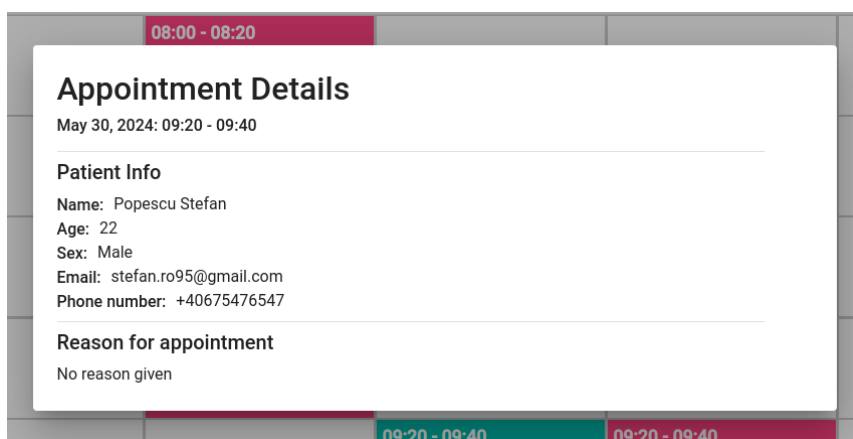 08:00 - 08:20
Appointment Details
May 30, 2024: 09:20 - 09:40
Patient Info
Name: Popescu Stefan
Age: 22
Sex: Male
Email: stefan.ro95@gmail.com
Phone number: +40675476547
Reason for appointment
No reason given
09:20 - 09:40 09:20 - 09:40